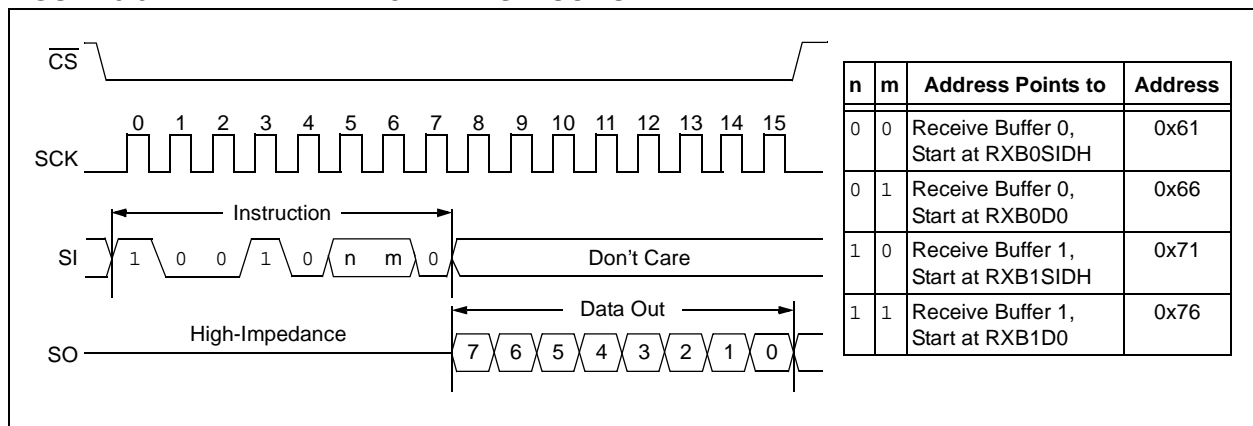 CS
0 1 2 3 4 5 6 7 8 9 10 11 12 13 14 15
SCK
Instruction
SI 1 0 0 1 0 n m 0 Don't Care
Data Out
High-Impedance
SO 7 6 5 4 3 2 1 0
n m Address Points to Address
0 0 Receive Buffer 0, 0x61
Start at RXB0SIDH
0 1 Receive Buffer 0, 0x66
Start at RXB0D0
1 0 Receive Buffer 1, 0x71
Start at RXB1SIDH
1 1 Receive Buffer 1, 0x76
Start at RXB1D0